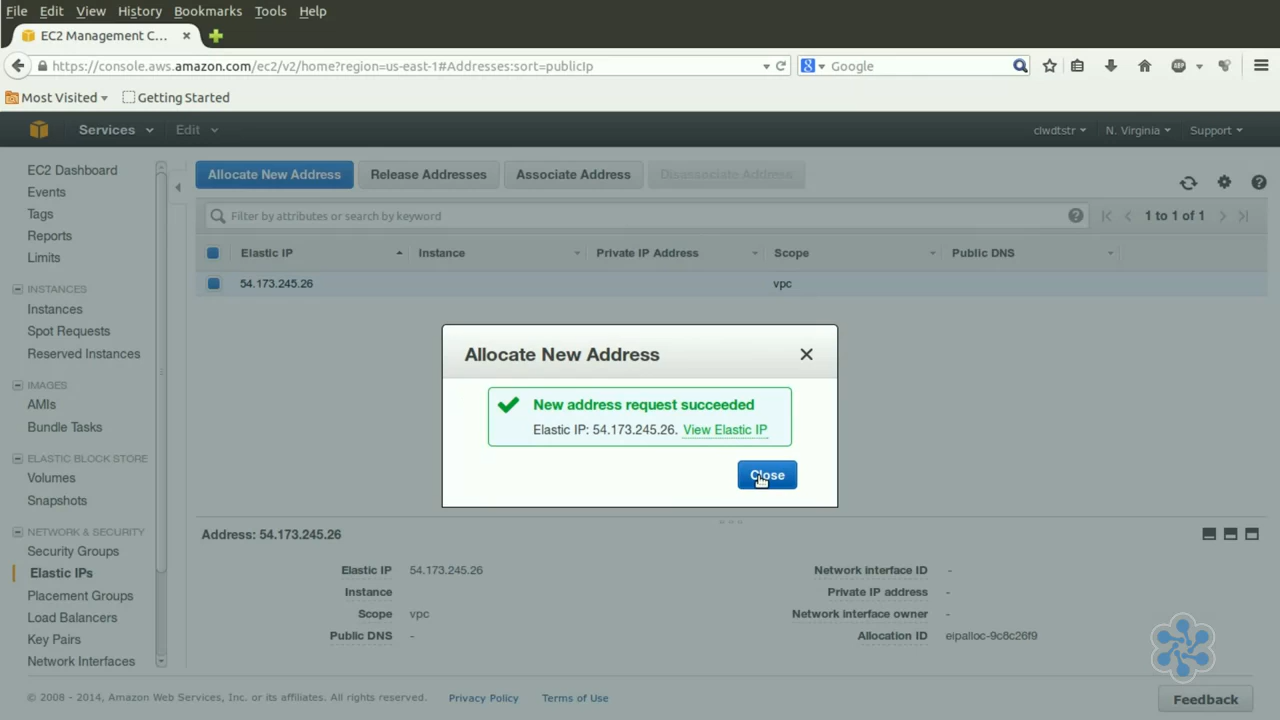 File Edit View History Bookmarks Tools Help
EC2 Management C...
https://console.aws.amazon.com/ec2/v2/home?region=us-east-1#Addresses:sort=publicIp
Google
Most Visited
Getting Started
Services Edit
clwdtstr N. Virginia Support
EC2 Dashboard
Events
Tags
Reports
Limits
INSTANCES
Instances
Spot Requests
Reserved Instances
IMAGES
AMIs
Bundle Tasks
ELASTIC BLOCK STORE
Volumes
Snapshots
NETWORK & SECURITY
Security Groups
Elastic IPs
Placement Groups
Load Balancers
Key Pairs
Network Interfaces
Allocate New Address Release Addresses Associate Address Disassociate Address
Filter by attributes or search by keyword
1 to 1 of 1
Elastic IP Instance Private IP Address Scope Public DNS
54.173.245.26 vpc
Allocate New Address
New address request succeeded
Elastic IP: 54.173.245.26. View Elastic IP
Close
Address: 54.173.245.26
Elastic IP 54.173.245.26
Instance
Scope vpc
Public DNS -
Network interface ID -
Private IP address -
Network interface owner -
Allocation ID eipalloc-9c8c26f9
© 2008 - 2014, Amazon Web Services, Inc. or its affiliates. All rights reserved. Privacy Policy Terms of Use
Feedback